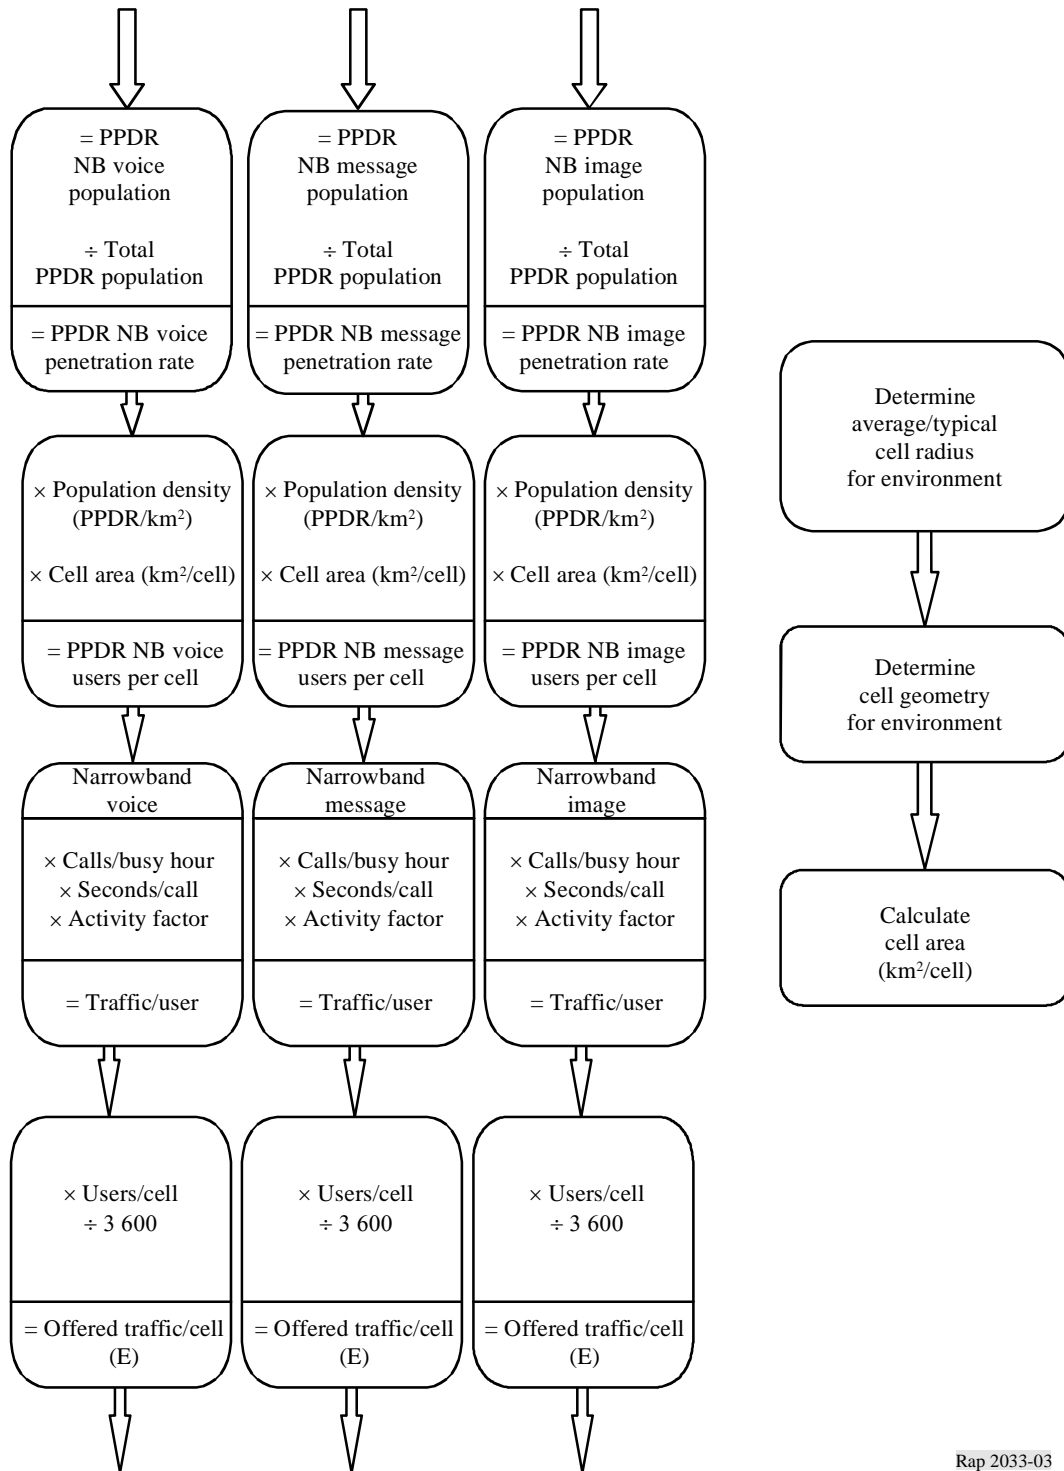 = PPDR
NB voice
population
÷ Total
PPDR population
= PPDR NB voice
penetration rate
× Population density
(PPDR/km²)
× Cell area (km²/cell)
= PPDR NB voice
users per cell
Narrowband
voice
× Calls/busy hour
× Seconds/call
× Activity factor
= Traffic/user
× Users/cell
÷ 3 600
= Offered traffic/cell
(E)
= PPDR
NB message
population
÷ Total
PPDR population
= PPDR NB message
penetration rate
× Population density
(PPDR/km²)
× Cell area (km²/cell)
= PPDR NB message
users per cell
Narrowband
message
× Calls/busy hour
× Seconds/call
× Activity factor
= Traffic/user
× Users/cell
÷ 3 600
= Offered traffic/cell
(E)
= PPDR
NB image
population
÷ Total
PPDR population
= PPDR NB image
penetration rate
× Population density
(PPDR/km²)
× Cell area (km²/cell)
= PPDR NB image
users per cell
Narrowband
image
× Calls/busy hour
× Seconds/call
× Activity factor
= Traffic/user
× Users/cell
÷ 3 600
= Offered traffic/cell
(E)
Determine
average/typical
cell radius
for environment
Determine
cell geometry
for environment
Calculate
cell area
(km²/cell)
Rap 2033-03